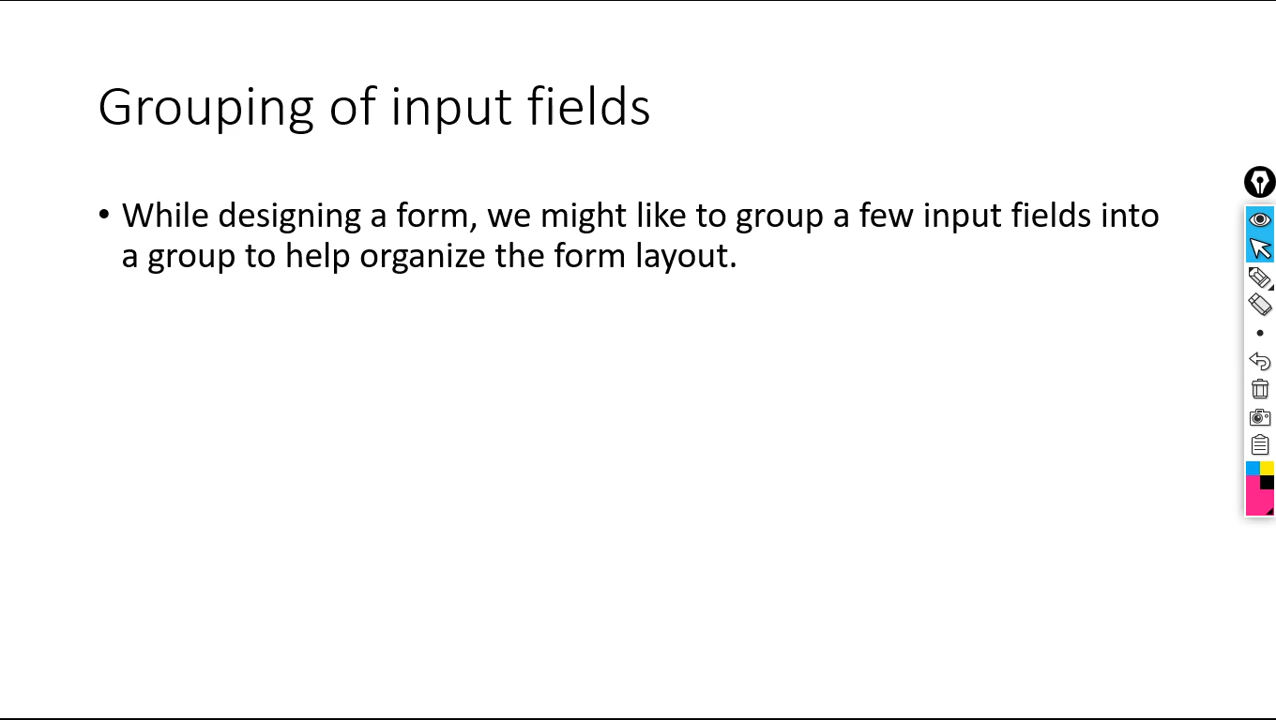 Grouping of input fields
• While designing a form, we might like to group a few input fields into
a group to help organize the form layout.